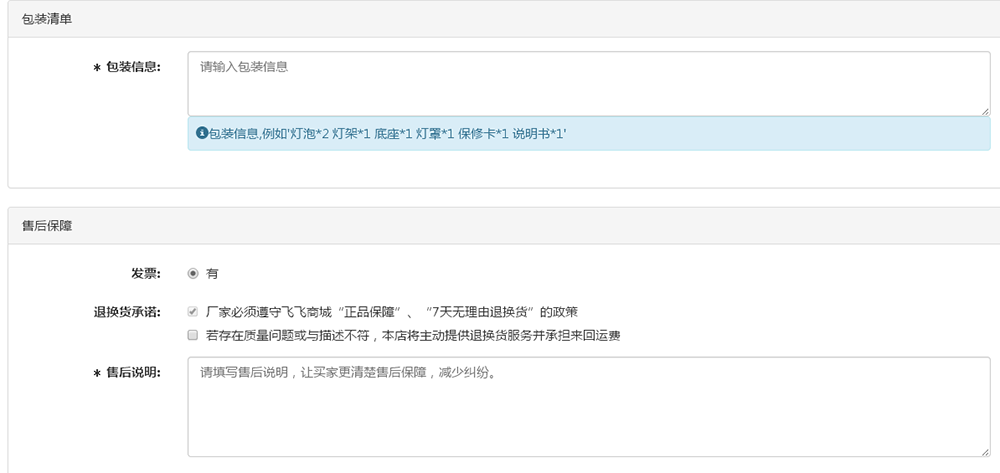 包装清单
* 包装信息:
请输入包装信息
包装信息,例如'灯泡*2 灯架*1 底座*1 灯罩*1 保修卡*1 说明书*1'
售后保障
发票:
有
退换货承诺:
厂家必须遵守飞飞商城“正品保障”、“7天无理由退换货”的政策
若存在质量问题或与描述不符，本店将主动提供退换货服务并承担来回运费
* 售后说明:
请填写售后说明，让买家更清楚售后保障，减少纠纷。